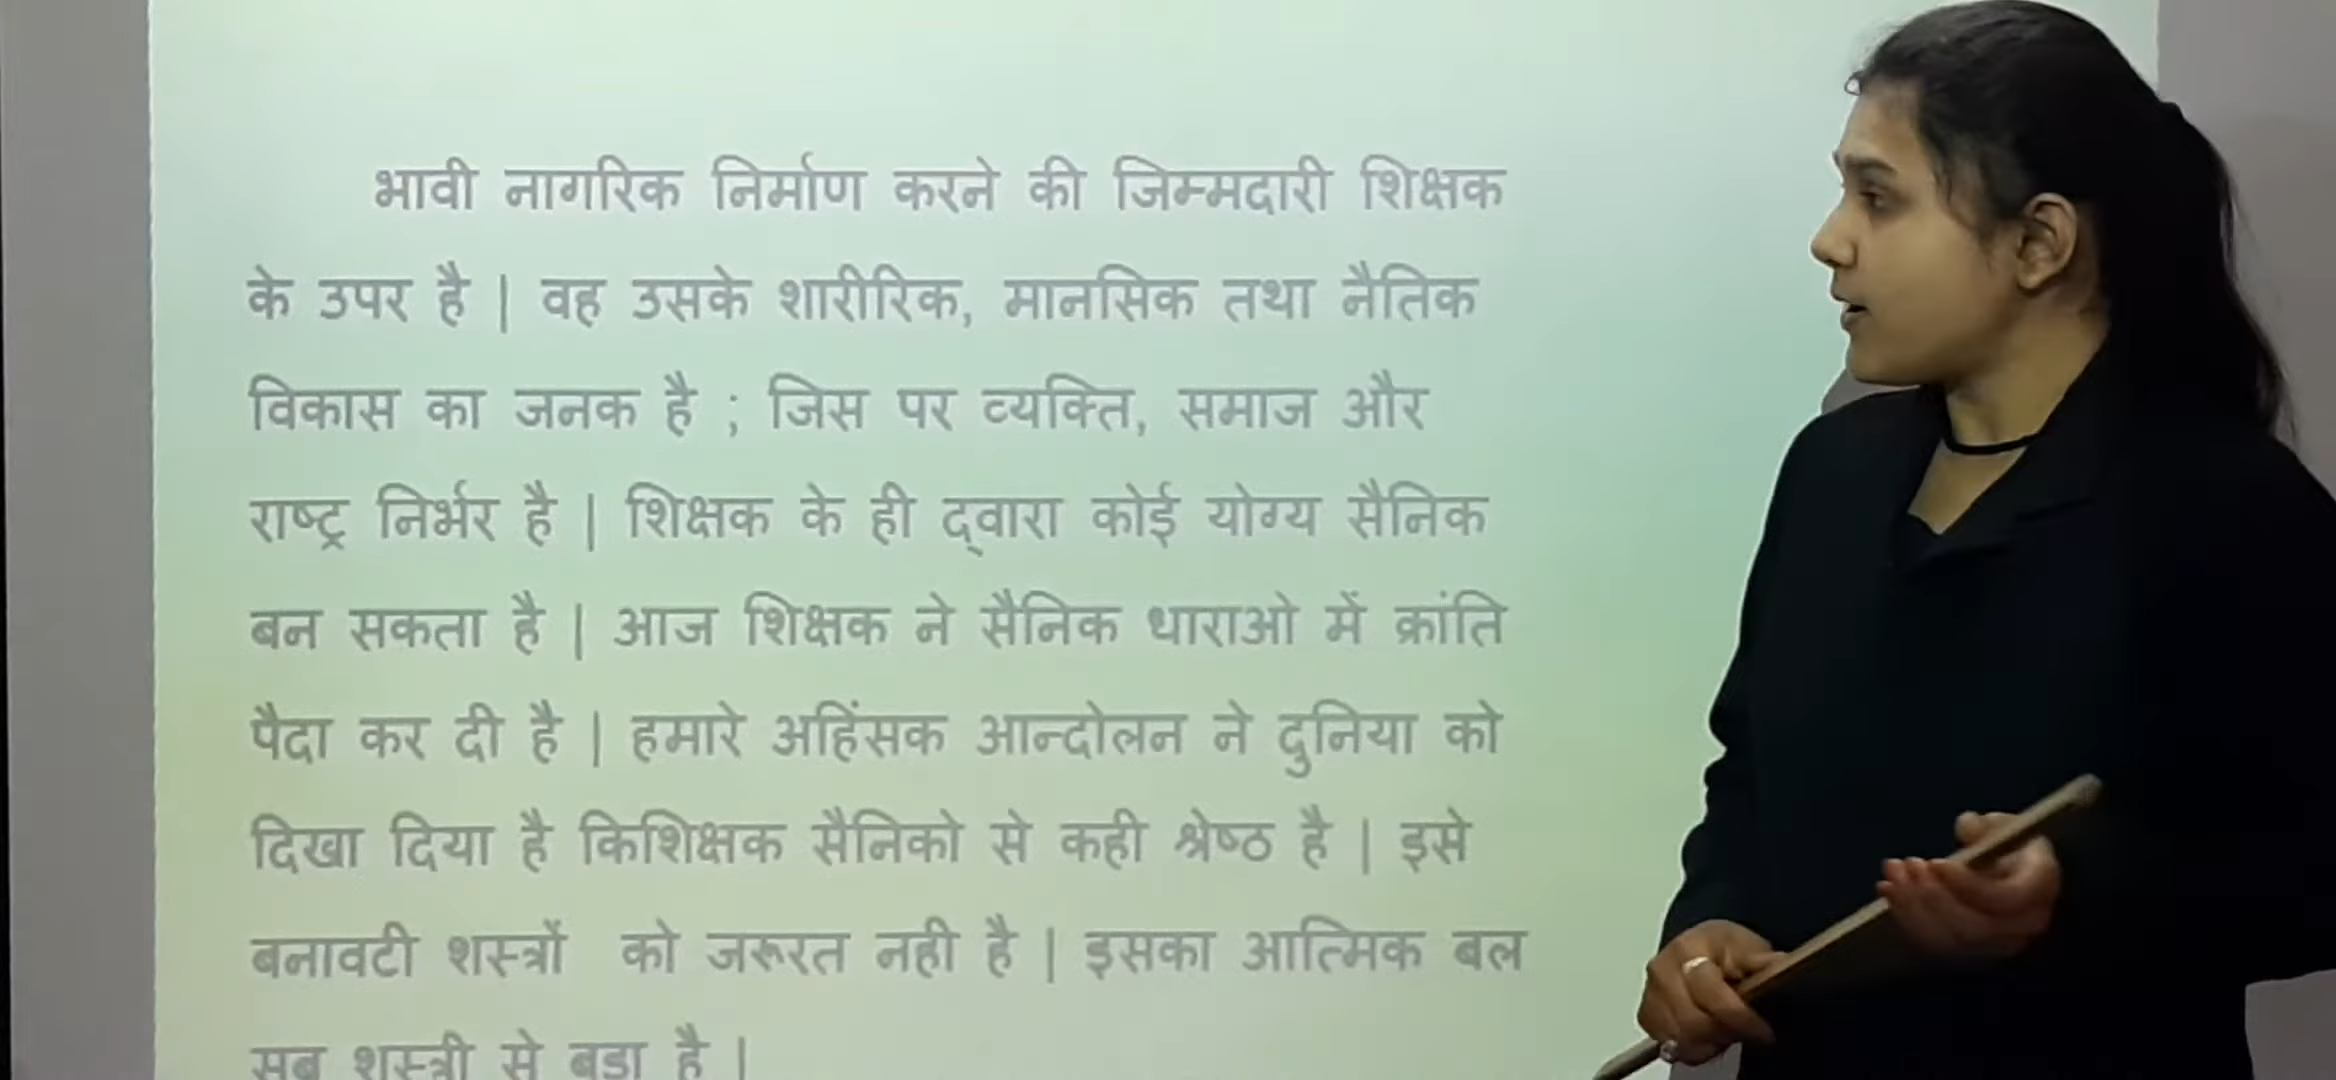 भावी नागरिक निर्माण करने की जिम्मदारी शिक्षक
के उपर है | वह उसके शारीरिक, मानसिक तथा नैतिक
विकास का जनक है ; जिस पर व्यक्ति, समाज और
राष्ट्र निर्भर है | शिक्षक के ही द्वारा कोई योग्य सैनिक
बन सकता है | आज शिक्षक ने सैनिक धाराओ में क्रांति
पैदा कर दी है | हमारे अहिंसक आन्दोलन ने दुनिया को
दिखा दिया है किशिक्षक सैनिको से कही श्रेष्ठ है | इसे
बनावटी शस्त्रों को जरूरत नही है | इसका आत्मिक बल
सब शस्त्री से बडा है |